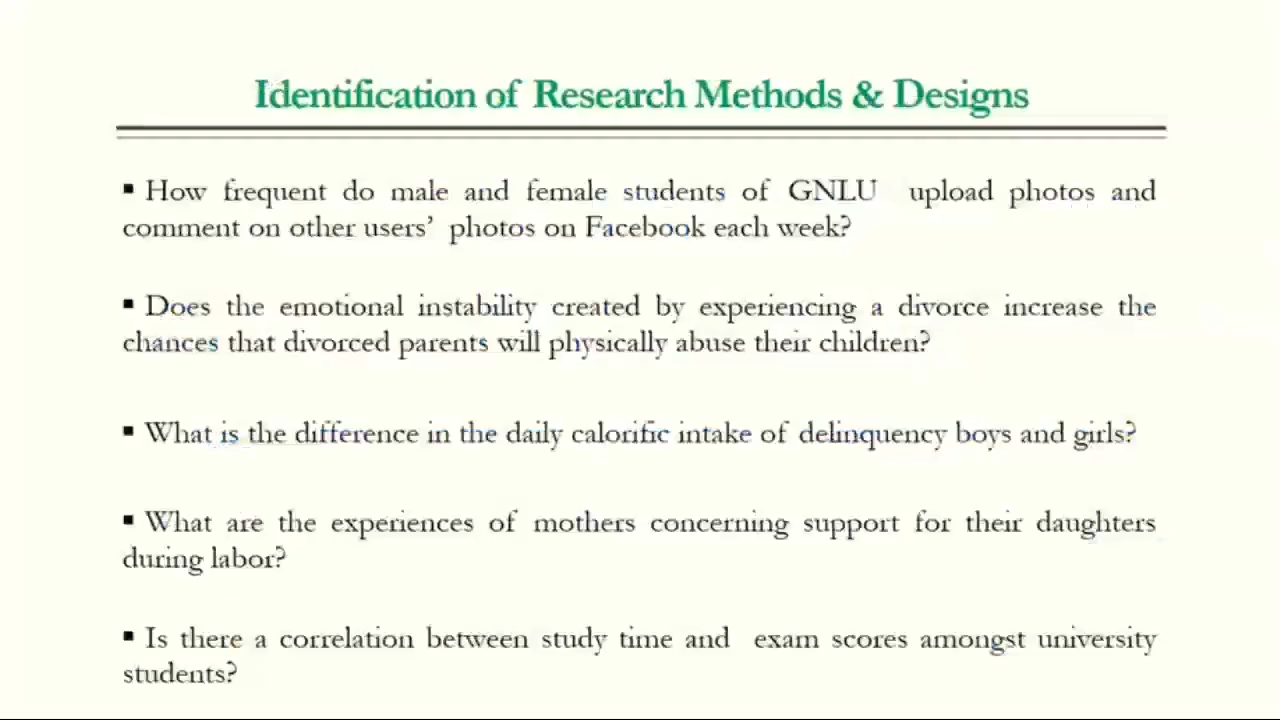 Identification of Research Methods & Designs
▪ How frequent do male and female students of GNLU upload photos and
comment on other users’ photos on Facebook each week?
▪ Does the emotional instability created by experiencing a divorce increase the
chances that divorced parents will physically abuse their children?
▪ What is the difference in the daily calorific intake of delinquency boys and girls?
▪ What are the experiences of mothers concerning support for their daughters
during labor?
▪ Is there a correlation between study time and exam scores amongst university
students?